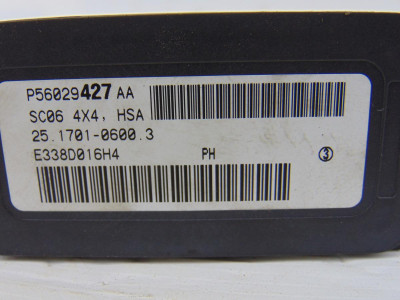 P56029427AA
SC06 4X4, HSA
25.1701-0600.3
E338D016H4 PH 3